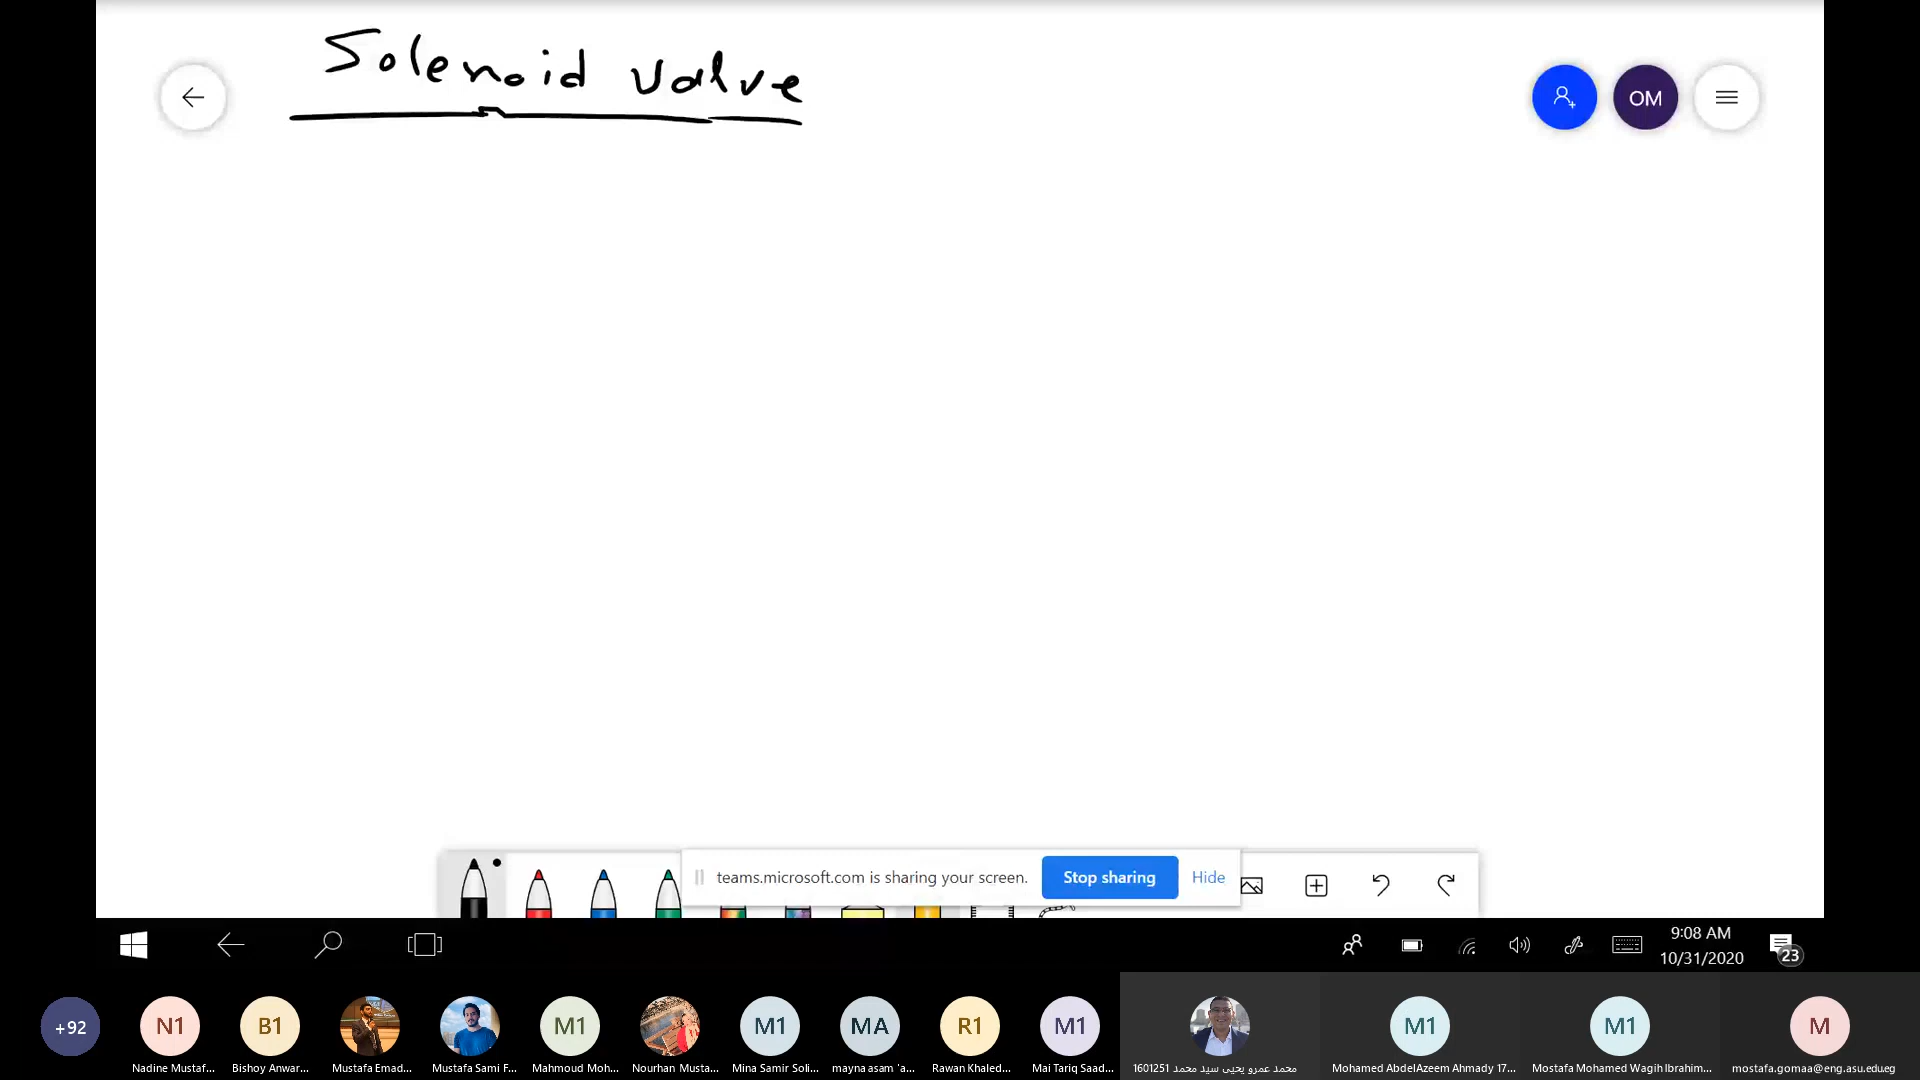 Solenoid valve
OM
teams.microsoft.com is sharing your screen.
Stop sharing
Hide
9:08 AM
10/31/2020
23
+92
N1
B1
M1
M1
MA
R1
M1
M1
M1
M
Nadine Mustaf...
Bishoy Anwar...
Mustafa Emad...
Mustafa Sami F...
Mahmoud Moh...
Nourhan Musta...
Mina Samir Soli...
mayna asam 'a...
Rawan Khaled...
Mai Tariq Saad...
محمد عمرو يحيى سيد محمد 1601251
Mohamed AbdelAzeem Ahmady 17...
Mostafa Mohamed Wagih Ibrahim...
mostafa.gomaa@eng.asu.edu.eg